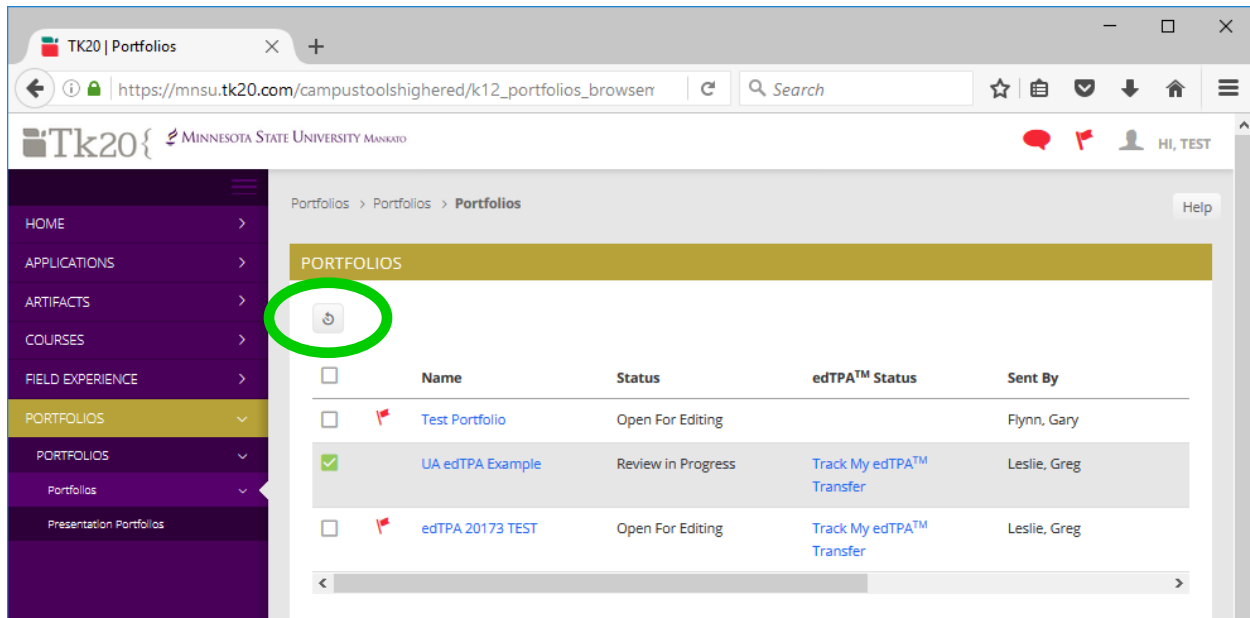 TK20 | Portfolios
https://mnsu.tk20.com/campustoolshighered/k12_portfolios_browsem
Search
Tk20{ MINNESOTA STATE UNIVERSITY MANKATO
HI, TEST
Portfolios > Portfolios > Portfolios
Help
HOME
APPLICATIONS
ARTIFACTS
COURSES
FIELD EXPERIENCE
PORTFOLIOS
PORTFOLIOS
Portfolios
Presentation Portfolios
PORTFOLIOS
Name Status edTPA™ Status Sent By
Test Portfolio Open For Editing Flynn, Gary
UA edTPA Example Review in Progress Track My edTPA™ Leslie, Greg
Transfer
edTPA 20173 TEST Open For Editing Track My edTPA™ Leslie, Greg
Transfer